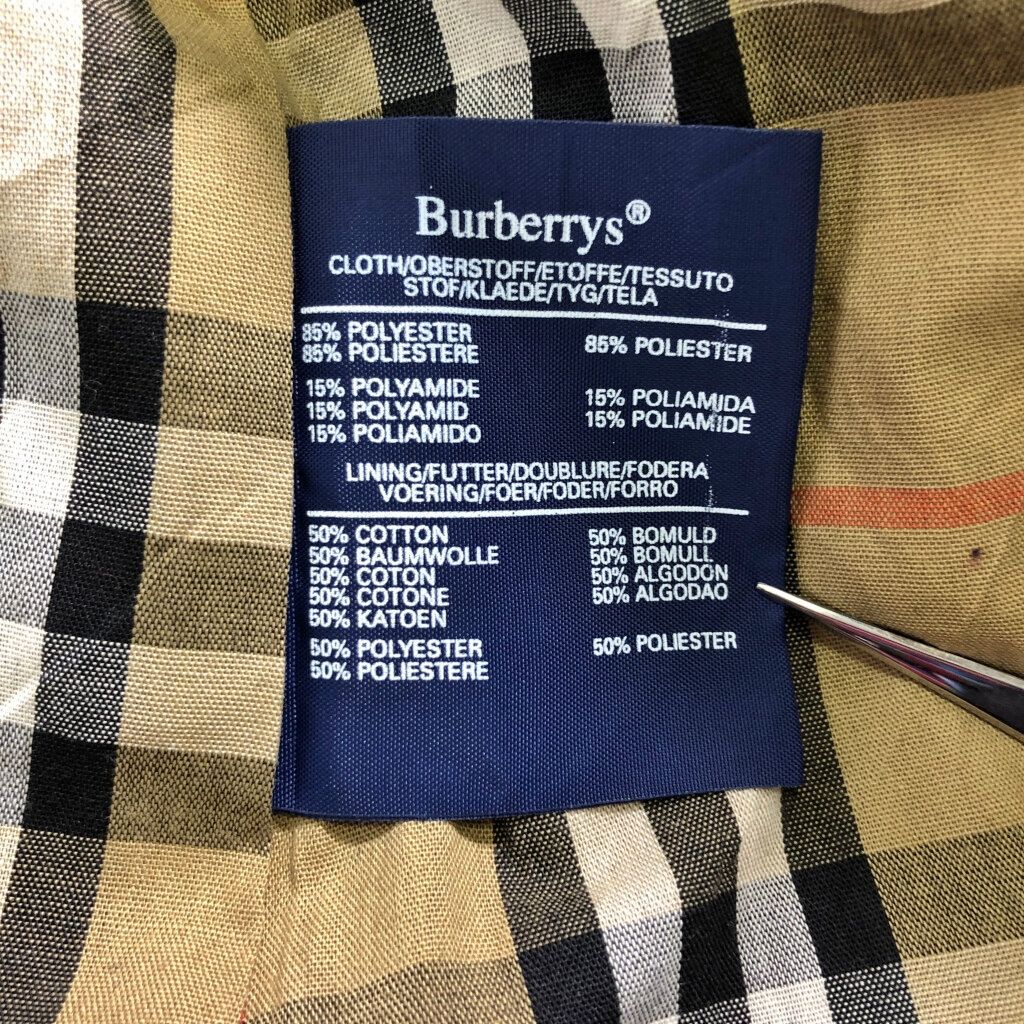 Burberrys®
CLOTH/OBERSTOFF/ETOFFE/TESSUTO
STOF/KLAEDE/TYG/TELA
85% POLYESTER
85% POLIESTERE
85% POLIESTER
15% POLYAMIDE
15% POLYAMID
15% POLIAMIDO
15% POLIAMIDA
15% POLIAMIDE
LINING/FUTTER/DOUBLURE/FODERA
VOERING/FOER/FODER/FORRO
50% COTTON
50% BAUMWOLLE
50% COTON
50% COTONE
50% KATOEN
50% BOMULD
50% BOMULL
50% ALGODON
50% ALGODAO
50% POLYESTER
50% POLIESTERE
50% POLIESTER